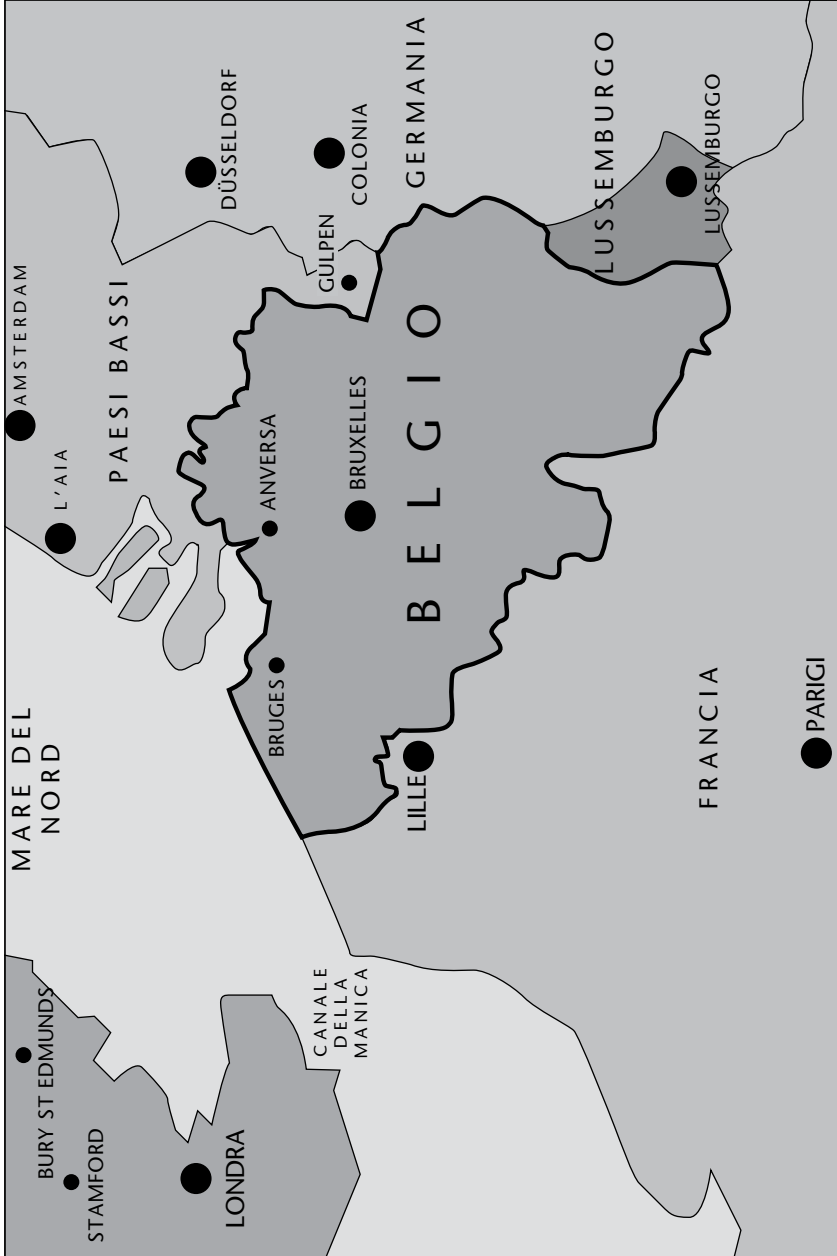 MARE DEL
NORD
AMSTERDAM
L'AIA
PAESI BASSI
DÜSSELDORF
COLONIA
GERMANIA
GULPEN
BURY ST EDMUNDS
STAMFORD
LONDRA
CANALE
DELLA
MANICA
BRUGES
ANVERSA
BRUXELLES
BELGIO
LILLE
LUSSEMBURGO
LUSSEMBURGO
FRANCIA
PARIGI